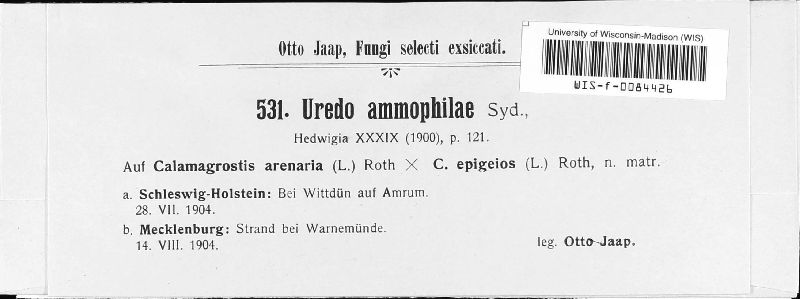 University of Wisconsin-Madison (WIS)
WIS-f-0084426
Otto Jaap, Fungi selecti exsiccati.
531. Uredo ammophilae Syd.,
Hedwigia XXXIX (1900), p. 121.
Auf Calamagrostis arenaria (L.) Roth × C. epigeios (L.) Roth, n. matr.
a. Schleswig-Holstein: Bei Wittdün auf Amrum.
28. VII. 1904.
b. Mecklenburg: Strand bei Warnemünde.
14. VIII. 1904.
leg. Otto Jaap.